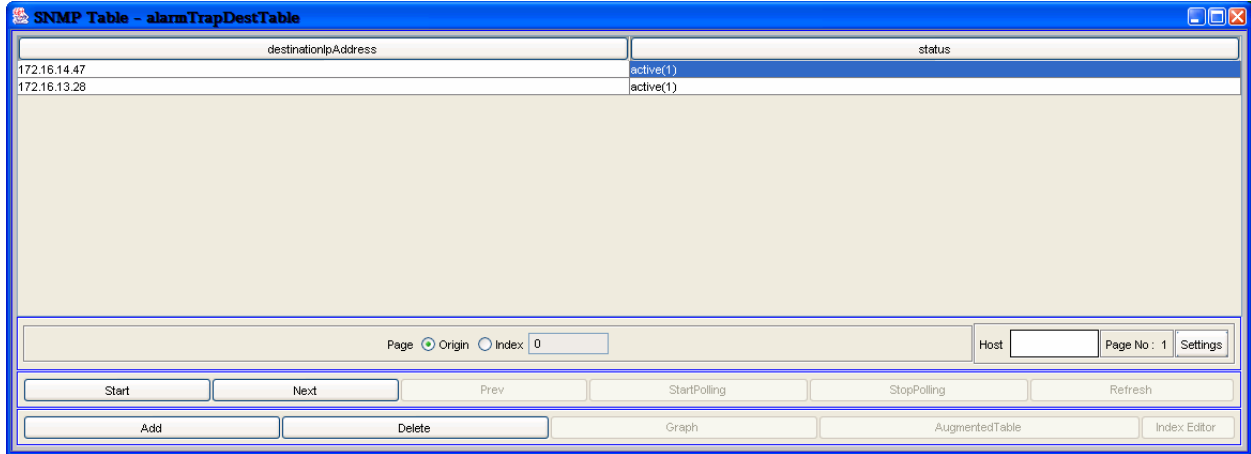 SNMP Table - alarmTrapDestTable
destinationIpAddress status
172.16.14.47 active(1)
172.16.13.28 active(1)
Page Origin Index 0 Host Page No : 1 Settings
Start Next Prev StartPolling StopPolling Refresh
Add Delete Graph AugmentedTable Index Editor